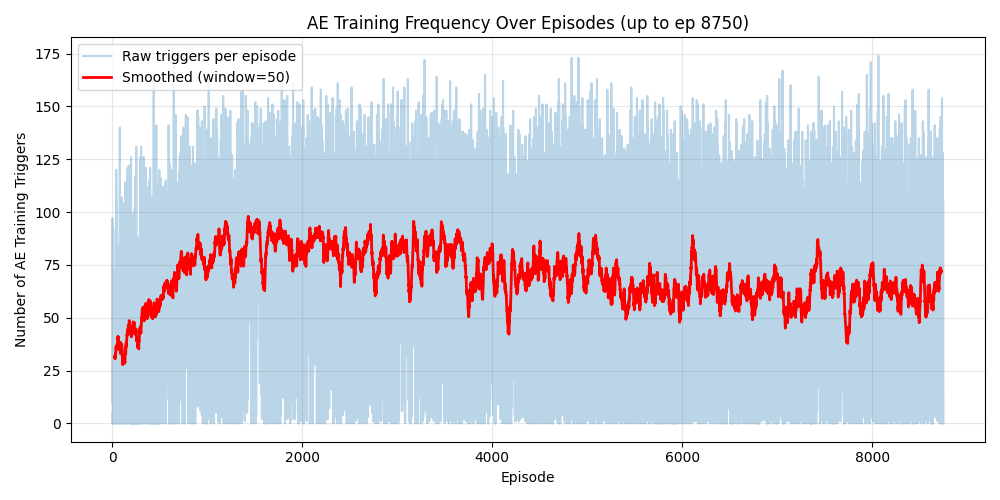 AE Training Frequency Over Episodes (up to ep 8750)
Raw triggers per episode
Smoothed (window=50)
Number of AE Training Triggers
175
150
125
100
75
50
25
0
0 2000 4000 6000 8000
Episode